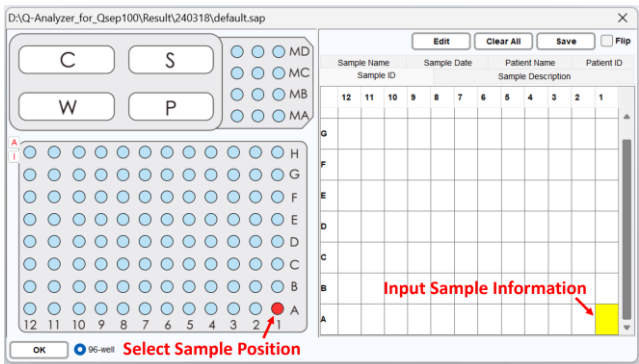 D:\Q-Analyzer_for_Qsep100\Result\240318\default.sap
C S MD
MC
W P MB
MA
Edit Clear All Save Flip
Sample Name Sample Date Patient Name Patient ID
Sample ID Sample Description
12 11 10 9 8 7 6 5 4 3 2 1
G
F
E
D
C
B
A
A
I
H
G
F
E
D
C
B
A
12 11 10 9 8 7 6 5 4 3 2 1
Input Sample Information
OK 96-well Select Sample Position